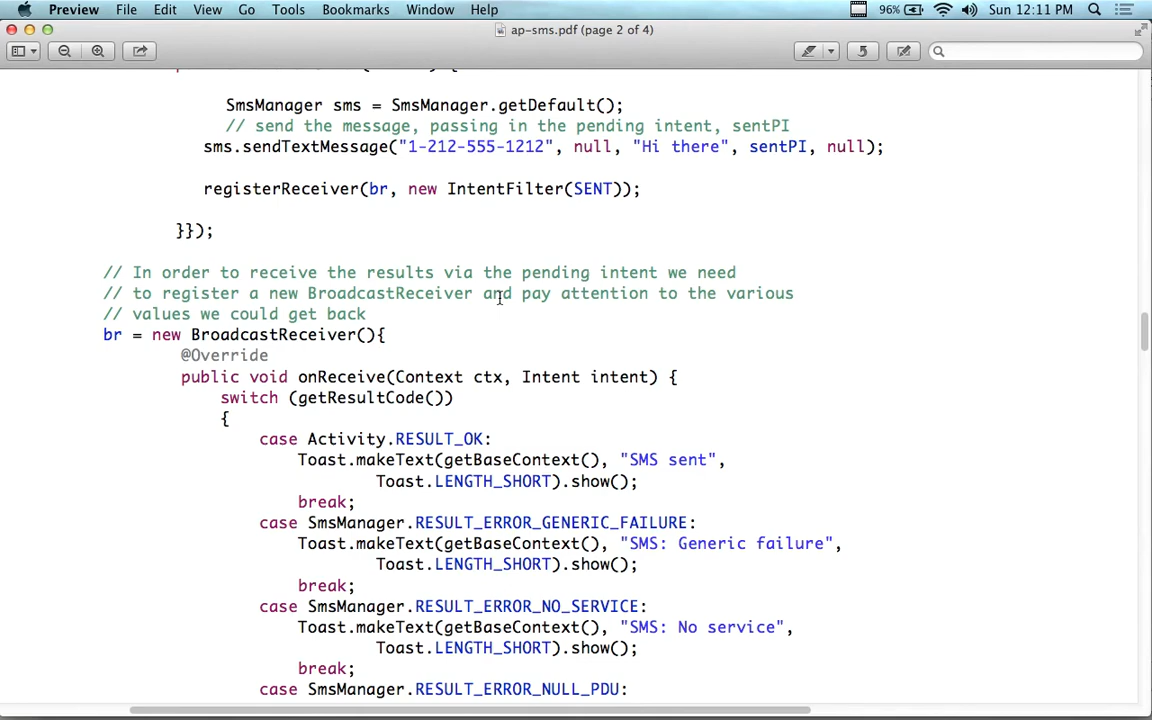 Preview File Edit View Go Tools Bookmarks Window Help 96% Sun 12:11 PM
ap-sms.pdf (page 2 of 4)
SmsManager sms = SmsManager.getDefault();
// send the message, passing in the pending intent, sentPI
sms.sendTextMessage("1-212-555-1212", null, "Hi there", sentPI, null);
registerReceiver(br, new IntentFilter(SENT));
}});
// In order to receive the results via the pending intent we need
// to register a new BroadcastReceiver and pay attention to the various
// values we could get back
br = new BroadcastReceiver(){
@Override
public void onReceive(Context ctx, Intent intent) {
switch (getResultCode())
{
case Activity.RESULT_OK:
Toast.makeText(getBaseContext(), "SMS sent",
Toast.LENGTH_SHORT).show();
break;
case SmsManager.RESULT_ERROR_GENERIC_FAILURE:
Toast.makeText(getBaseContext(), "SMS: Generic failure",
Toast.LENGTH_SHORT).show();
break;
case SmsManager.RESULT_ERROR_NO_SERVICE:
Toast.makeText(getBaseContext(), "SMS: No service",
Toast.LENGTH_SHORT).show();
break;
case SmsManager.RESULT_ERROR_NULL_PDU: